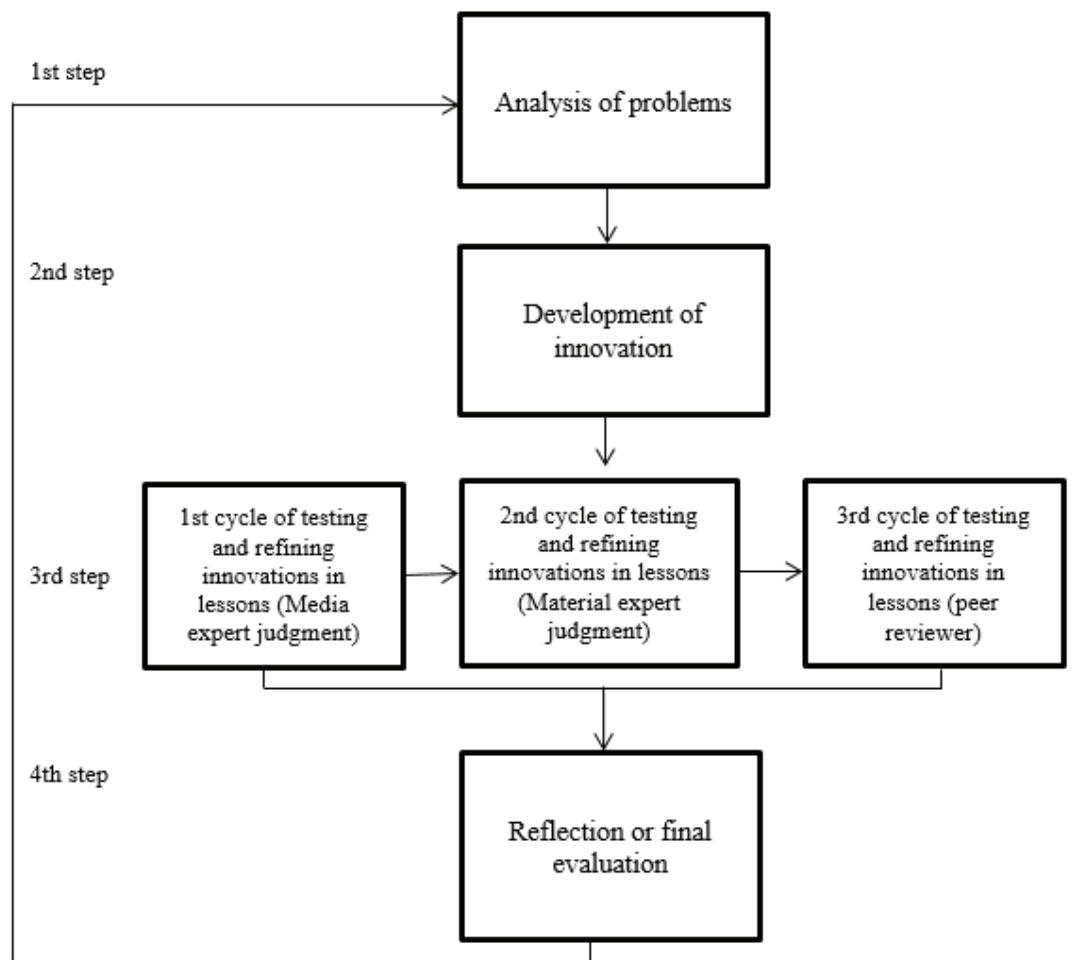 1st step
Analysis of problems
2nd step
Development of
innovation
3rd step
1st cycle of testing
and refining
innovations in
lessons (Media
expert judgment)
2nd cycle of testing
and refining
innovations in lessons
(Material expert
judgment)
3rd cycle of testing
and refining
innovations in
lessons (peer
reviewer)
4th step
Reflection or final
evaluation